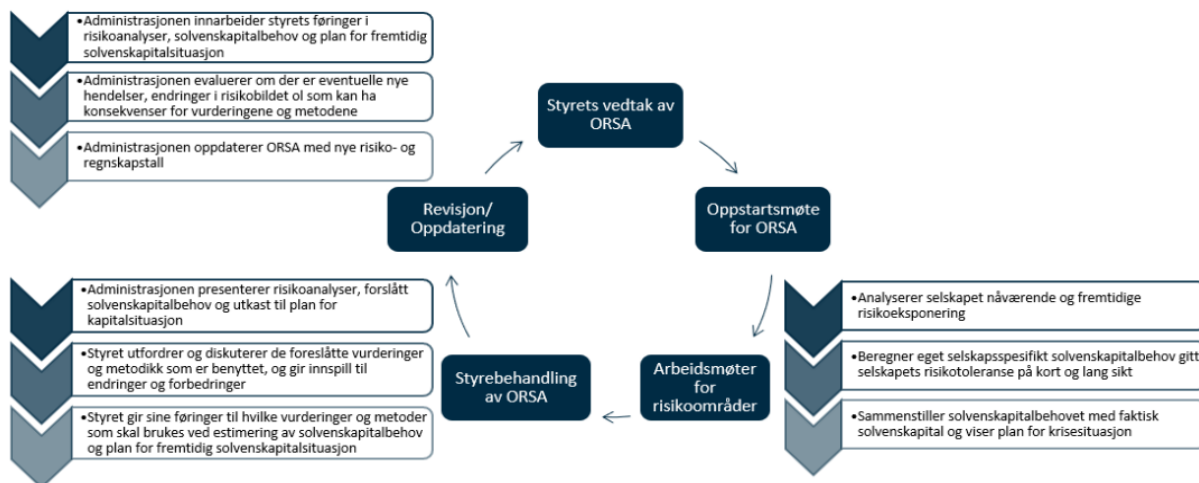 •Administrasjonen innarbeider styrets føringer i
risikoanalyser, solvenskapitalbehov og plan for fremtidig
solvenskapitalsituasjon
•Administrasjonen evaluerer om der er eventuelle nye
hendelser, endringer i risikobildet ol som kan ha
konsekvenser for vurderingene og metodene
•Administrasjonen oppdaterer ORSA med nye risiko- og
regnskapstall
Styrets vedtak av
ORSA
Oppstartsmøte
for ORSA
Arbeidsmøter
for
risikoområder
Styrebehandling
av ORSA
Revisjon/
Oppdatering
•Analyserer selskapet nåværende og fremtidige
risikoeksponering
•Beregner eget selskapsspesifikt solvenskapitalbehov gitt
selskapets risikotoleranse på kort og lang sikt
•Sammenstiller solvenskapitalbehovet med faktisk
solvenskapital og viser plan for krisesituasjon
•Administrasjonen presenterer risikoanalyser, forslått
solvenskapitalbehov og utkast til plan for
kapitalsituasjon
•Styret utfordrer og diskuterer de foreslåtte vurderinger
og metodikk som er benyttet, og gir innspill til
endringer og forbedringer
•Styret gir sine føringer til hvilke vurderinger og metoder
som skal brukes ved estimering av solvenskapitalbehov
og plan for fremtidig solvenskapitalsituasjon